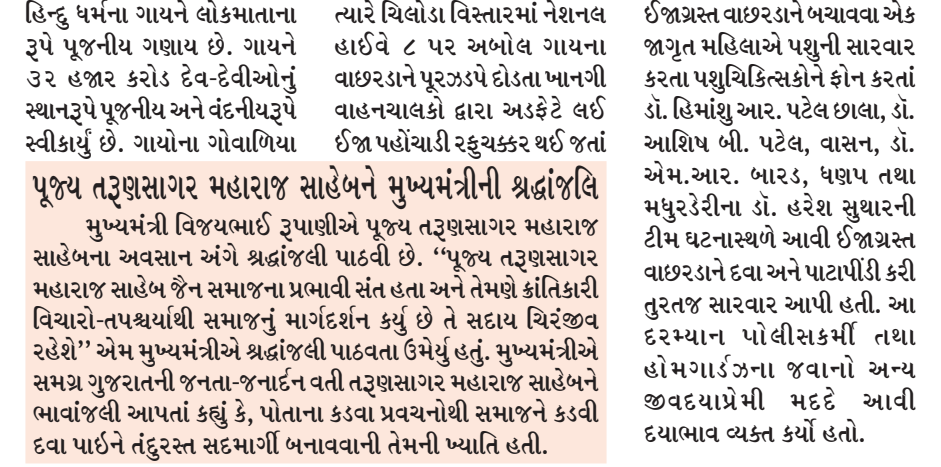 હિન્દુ ધર્મના ગાયને લોકમાતાના
રૂપે પૂજનીય ગણાય છે. ગાયને
૩૨ હજાર કરોડ દેવ-દેવીઓનું
સ્થાનરૂપે પૂજનીય અને વંદનીયરૂપે
સ્વીકાર્યું છે. ગાયોના ગોવાળિયા
ત્યારે ચિલોડા વિસ્તારમાં નેશનલ
હાઈવે ૮ પર અબોલ ગાયના
વાછરડાને પૂરઝડપે દોડતા ખાનગી
વાહનચાલકો દ્વારા અડફેટે લઈ
ઈજા પહોંચાડી રફુચક્કર થઈ જતાં
પૂજ્ય તરૂણસાગર મહારાજ સાહેબને મુખ્યમંત્રીની શ્રદ્ધાંજલિ
મુખ્યમંત્રી વિજયભાઈ રૂપાણીએ પૂજ્ય તરૂણસાગર મહારાજ
સાહેબના અવસાન અંગે શ્રદ્ધાંજલી પાઠવી છે. ‘‘પૂજ્ય તરૂણસાગર
મહારાજ સાહેબ જૈન સમાજના પ્રભાવી સંત હતા અને તેમણે ક્રાંતિકારી
વિચારો-તપશ્ચર્યાથી સમાજનું માર્ગદર્શન કર્યુ છે તે સદાય ચિરંજીવ
રહેશે’’ એમ મુખ્યમંત્રીએ શ્રદ્ધાંજલી પાઠવતા ઉમેર્યુ હતું. મુખ્યમંત્રીએ
સમગ્ર ગુજરાતની જનતા-જનાર્દન વતી તરૂણસાગર મહારાજ સાહેબને
ભાવાંજલી આપતાં કહ્યું કે, પોતાના કડવા પ્રવચનોથી સમાજને કડવી
દવા પાઈને તંદુરસ્ત સદમાર્ગી બનાવવાની તેમની ખ્યાતિ હતી.
ઈજાગ્રસ્ત વાછરડાને બચાવવા એક
જાગૃત મહિલાએ પશુની સારવાર
કરતા પશુચિકિત્સકોને ફોન કરતાં
ડૉ. હિમાંશુ આર. પટેલ છાલા, ડૉ.
આશિષ બી. પટેલ, વાસન, ડૉ.
એમ.આર. બારડ, ધણપ તથા
મધુરડેરીના ડૉ. હરેશ સુથારની
ટીમ ઘટનાસ્થળે આવી ઈજાગ્રસ્ત
વાછરડાને દવા અને પાટાપીંડી કરી
તુરતજ સારવાર આપી હતી. આ
દરમ્યાન પોલીસકર્મી તથા
હોમગાર્ડઝના જવાનો અન્ય
જીવદયાપ્રેમી મદદે આવી
દયાભાવ વ્યક્ત કર્યો હતો.